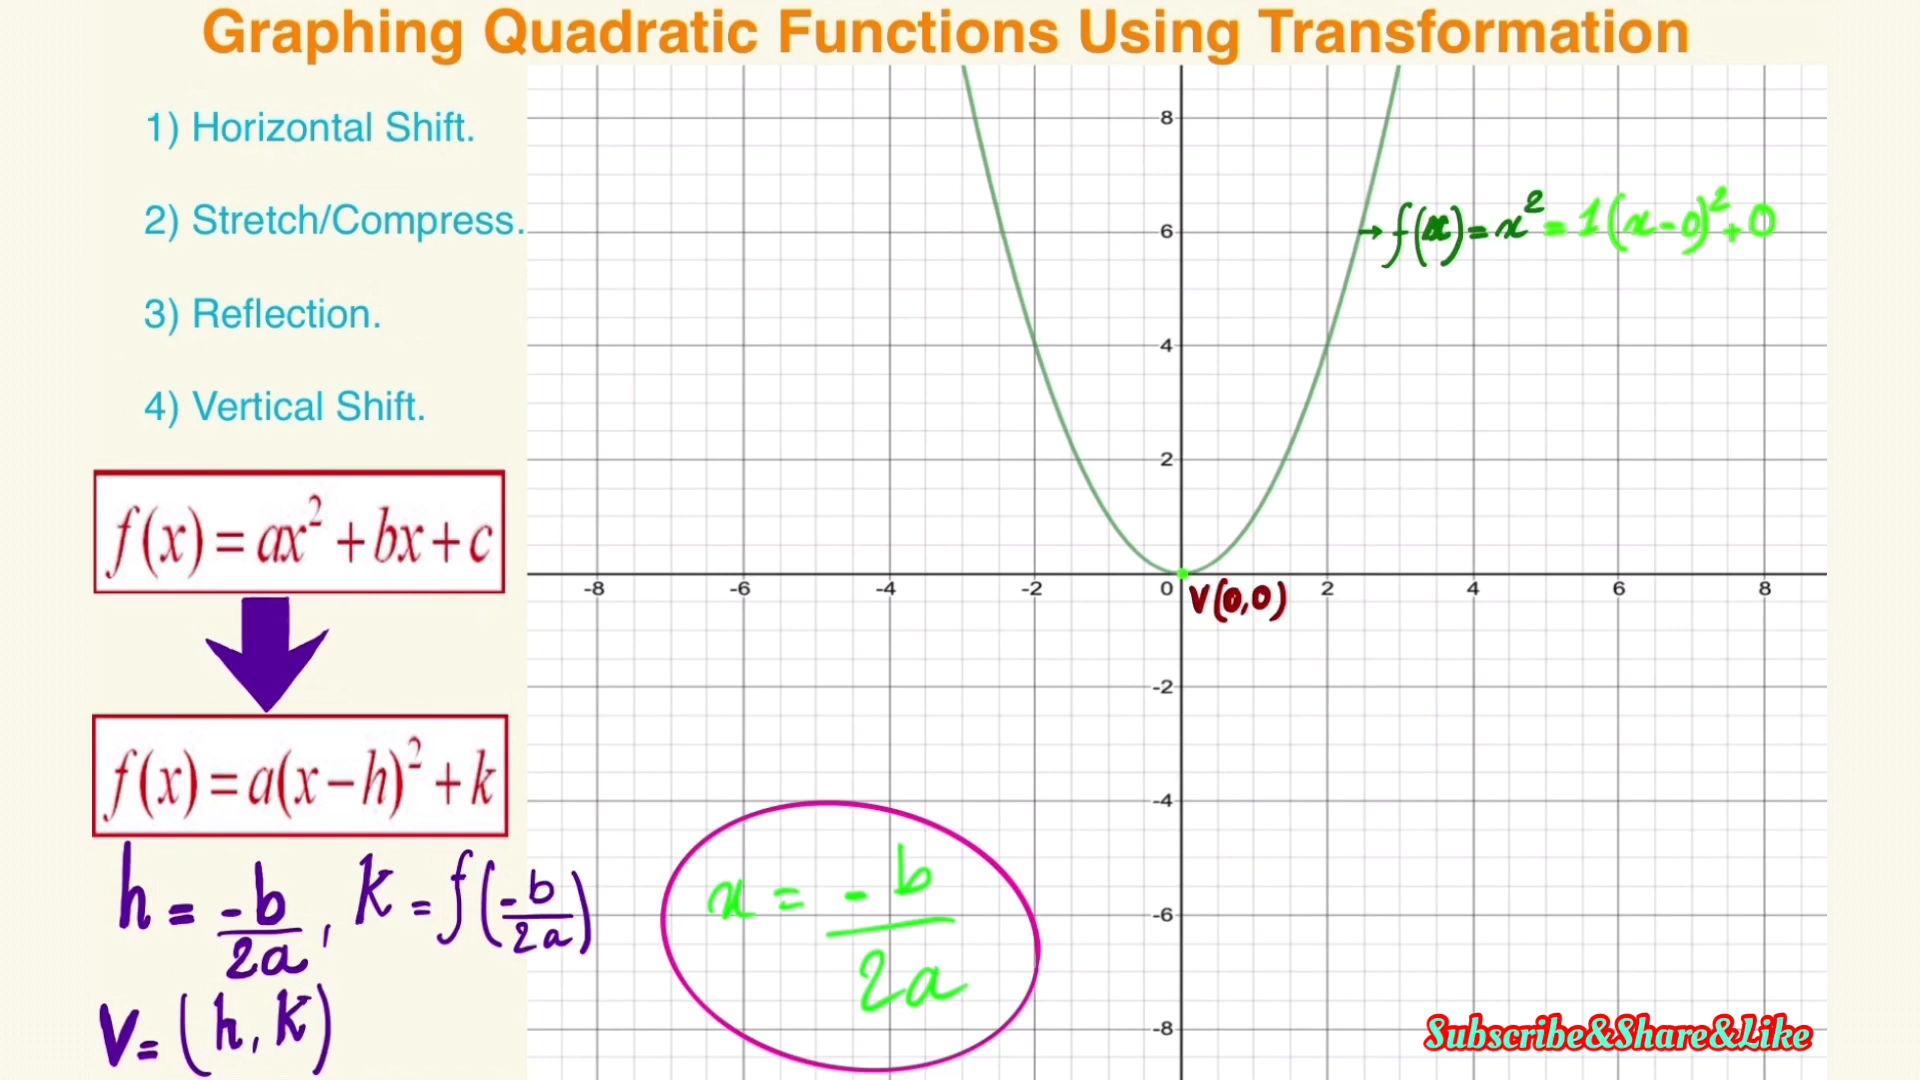 Graphing Quadratic Functions Using Transformation
1) Horizontal Shift.
2) Stretch/Compress.
3) Reflection.
4) Vertical Shift.
f(x) = ax² + bx + c
f(x) = a(x − h)² + k
h = -b/2a, k = f(-b/2a)
V = (h, k)
→ f(x) = x² = 1(x-0)² + 0
8
6
4
2
-8 -6 -4 -2 0 2 4 6 8
V(0,0)
-2
-4
-6
-8
x = -b/2a
Subscribe&Share&Like